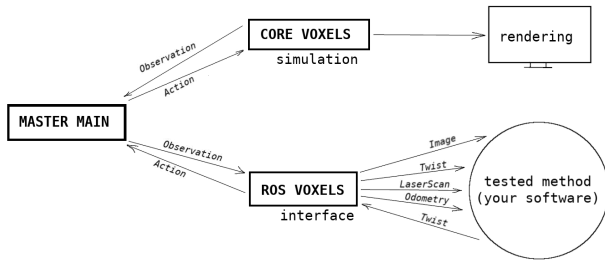 CORE VOXELS
simulation
rendering
Observation
Action
MASTER MAIN
Observation
Action
ROS VOXELS
interface
Image
Twist
LaserScan
Odometry
Twist
tested method
(your software)